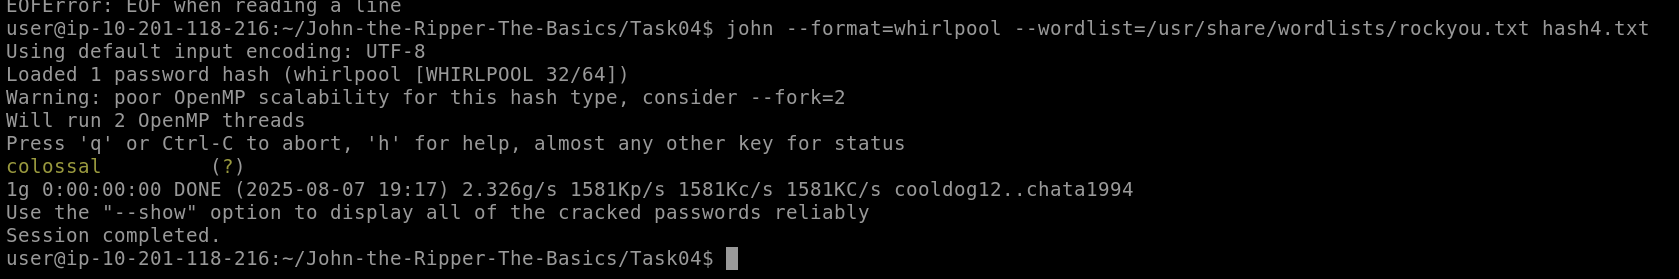 EOFError: EOF when reading a line
user@ip-10-201-118-216:~/John-the-Ripper-The-Basics/Task04$ john --format=whirlpool --wordlist=/usr/share/wordlists/rockyou.txt hash4.txt
Using default input encoding: UTF-8
Loaded 1 password hash (whirlpool [WHIRLPOOL 32/64])
Warning: poor OpenMP scalability for this hash type, consider --fork=2
Will run 2 OpenMP threads
Press 'q' or Ctrl-C to abort, 'h' for help, almost any other key for status
colossal         (?)
1g 0:00:00:00 DONE (2025-08-07 19:17) 2.326g/s 1581Kp/s 1581Kc/s 1581KC/s cooldog12..chata1994
Use the "--show" option to display all of the cracked passwords reliably
Session completed.
user@ip-10-201-118-216:~/John-the-Ripper-The-Basics/Task04$